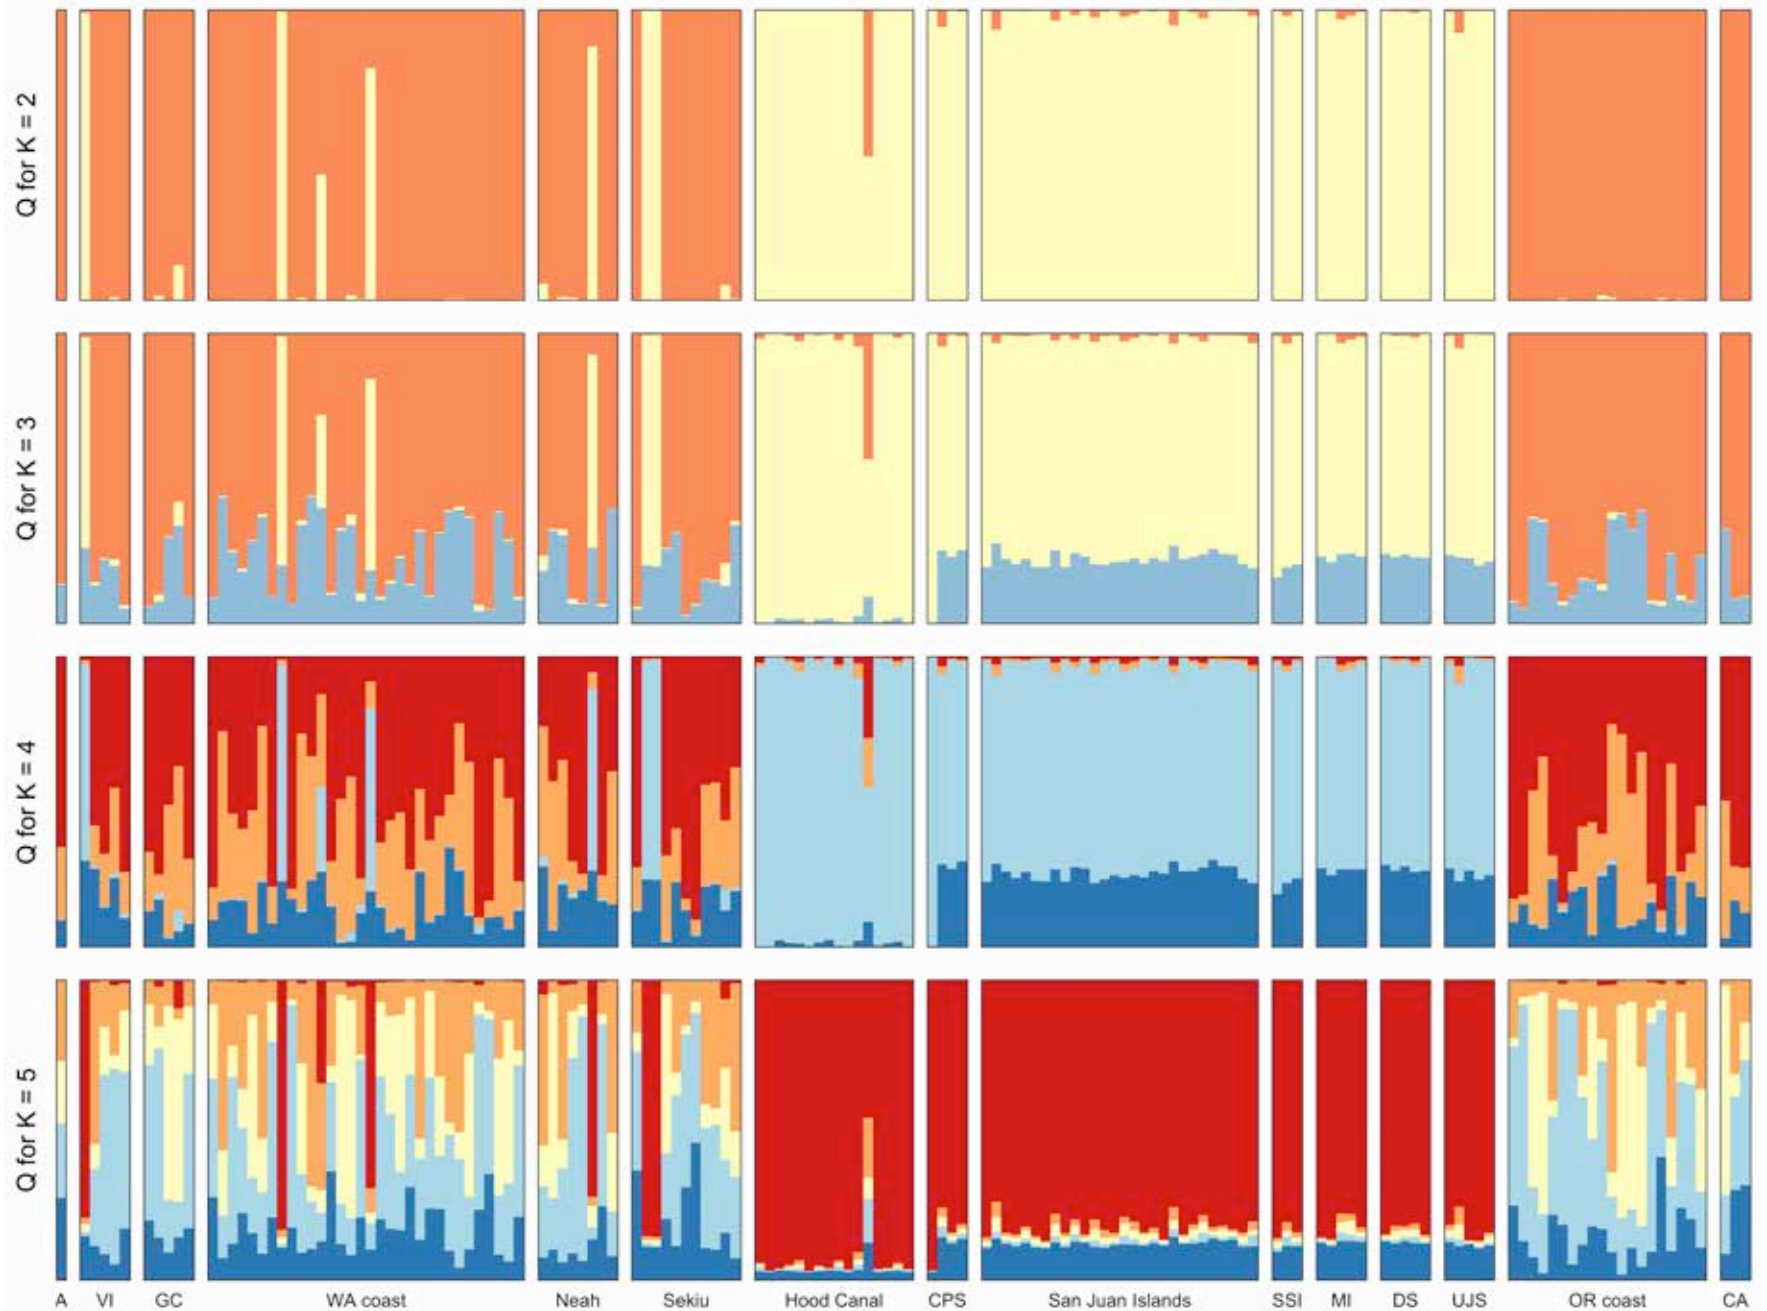 Q for K = 2
Q for K = 3
Q for K = 4
Q for K = 5
A VI GC WA coast Neah Sekiu Hood Canal CPS San Juan Islands SSI MI DS UJS OR coast CA